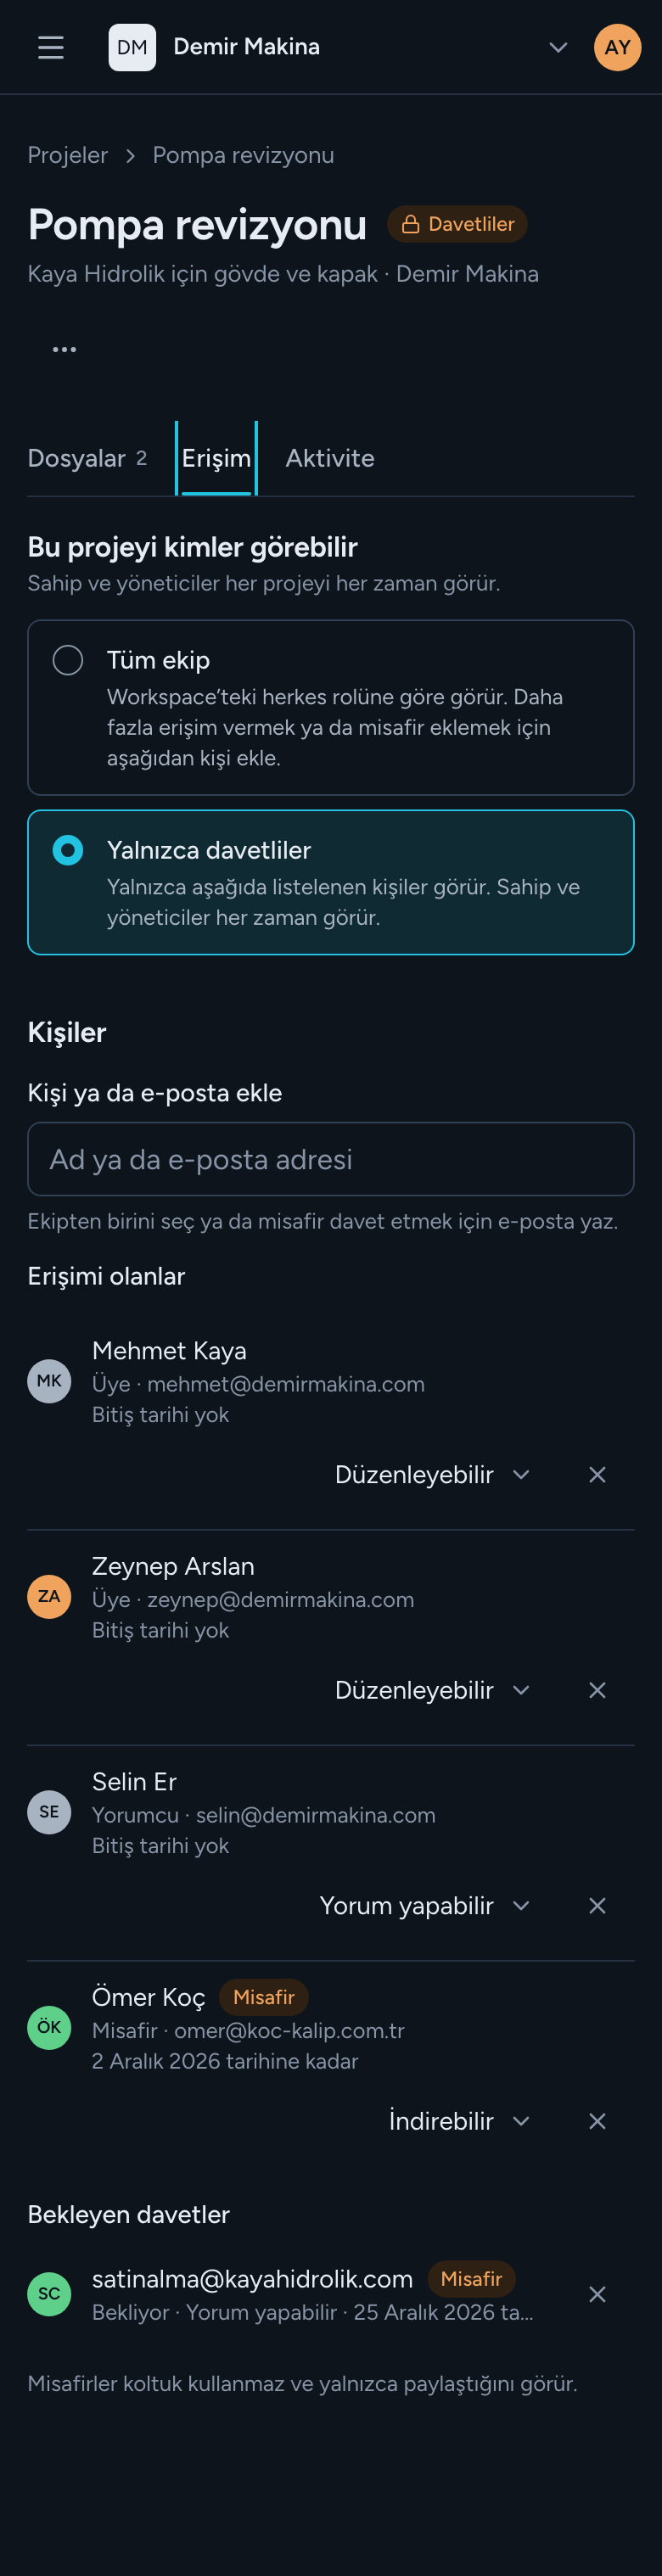 DM Demir Makina AY
Projeler > Pompa revizyonu
Pompa revizyonu Davetliler
Kaya Hidrolik için gövde ve kapak · Demir Makina
Dosyalar 2 Erişim Aktivite
Bu projeyi kimler görebilir
Sahip ve yöneticiler her projeyi her zaman görür.
Tüm ekip
Workspace’teki herkes rolüne göre görür. Daha
fazla erişim vermek ya da misafir eklemek için
aşağıdan kişi ekle.
Yalnızca davetliler
Yalnızca aşağıda listelenen kişiler görür. Sahip ve
yöneticiler her zaman görür.
Kişiler
Kişi ya da e-posta ekle
Ad ya da e-posta adresi
Ekipten birini seç ya da misafir davet etmek için e-posta yaz.
Erişimi olanlar
MK
Mehmet Kaya
Üye · mehmet@demirmakina.com
Bitiş tarihi yok
Düzenleyebilir
ZA
Zeynep Arslan
Üye · zeynep@demirmakina.com
Bitiş tarihi yok
Düzenleyebilir
SE
Selin Er
Yorumcu · selin@demirmakina.com
Bitiş tarihi yok
Yorum yapabilir
ÖK
Ömer Koç Misafir
Misafir · omer@koc-kalip.com.tr
2 Aralık 2026 tarihine kadar
İndirebilir
Bekleyen davetler
SC
satinalma@kayahidrolik.com Misafir
Bekliyor · Yorum yapabilir · 25 Aralık 2026 ta...
Misafirler koltuk kullanmaz ve yalnızca paylaştığını görür.